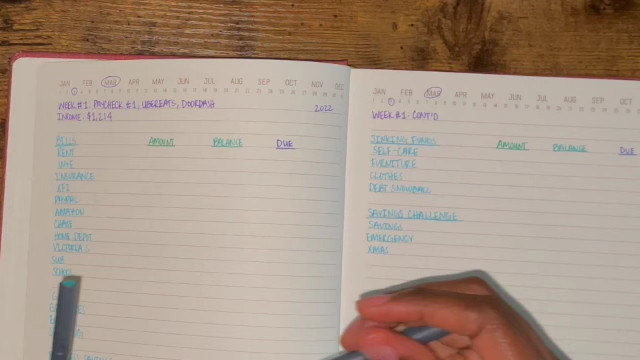 JAN FEB MAR APR MAY JUN JUL AUG SEP OCT NOV DEC
WEEK #1 PAYCHECK #1, UBEREATS, DOORDASH
2022
INCOME $1,214
BILLS AMOUNT BALANCE DUE
RENT
INSURANCE
PAYPAL
AMAZON
CHASE
HOME DEPOT
VICTORIA'S
JAN FEB MAR APR MAY JUN JUL AUG SEP OCT
WEEK #1 CONT'D
SINKING FUNDS AMOUNT BALANCE DUE
SELF-CARE
FURNITURE
CLOTHES
DEBT SNOWBALL
SAVINGS CHALLENGE
SAVINGS
EMERGENCY
XMAS